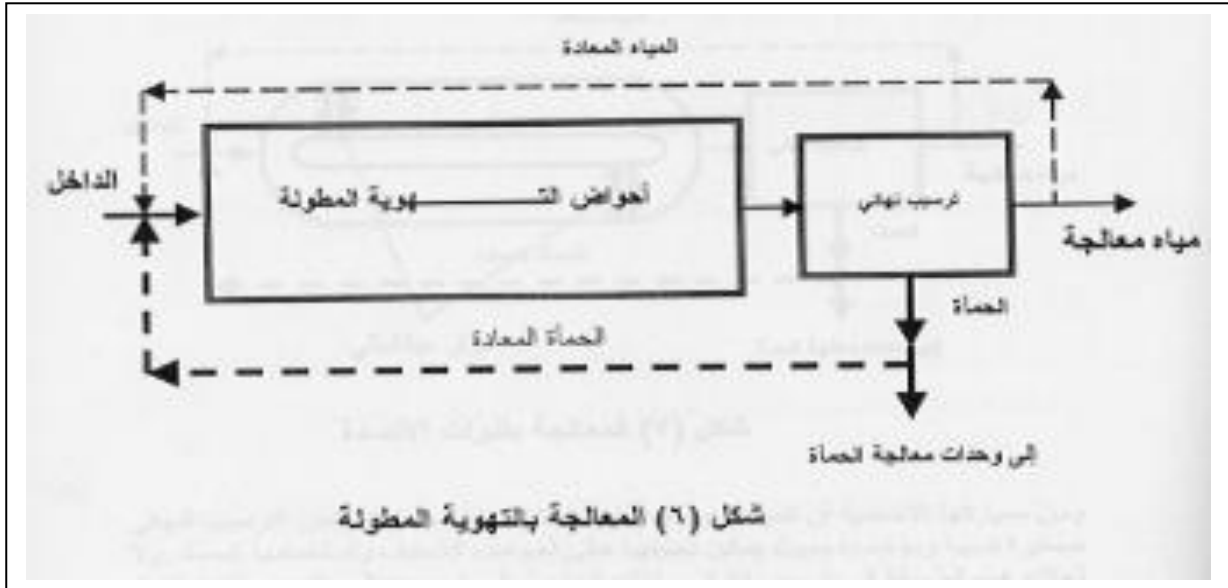 المياه المعادة
الداخل
أحواض التـــــــهوية المطولة
ترسيب نهائي
مياه معالجة
الحمأة
الحمأة المعادة
إلى وحدات معالجة الحمأة
شكل (٦) المعالجة بالتهوية المطولة